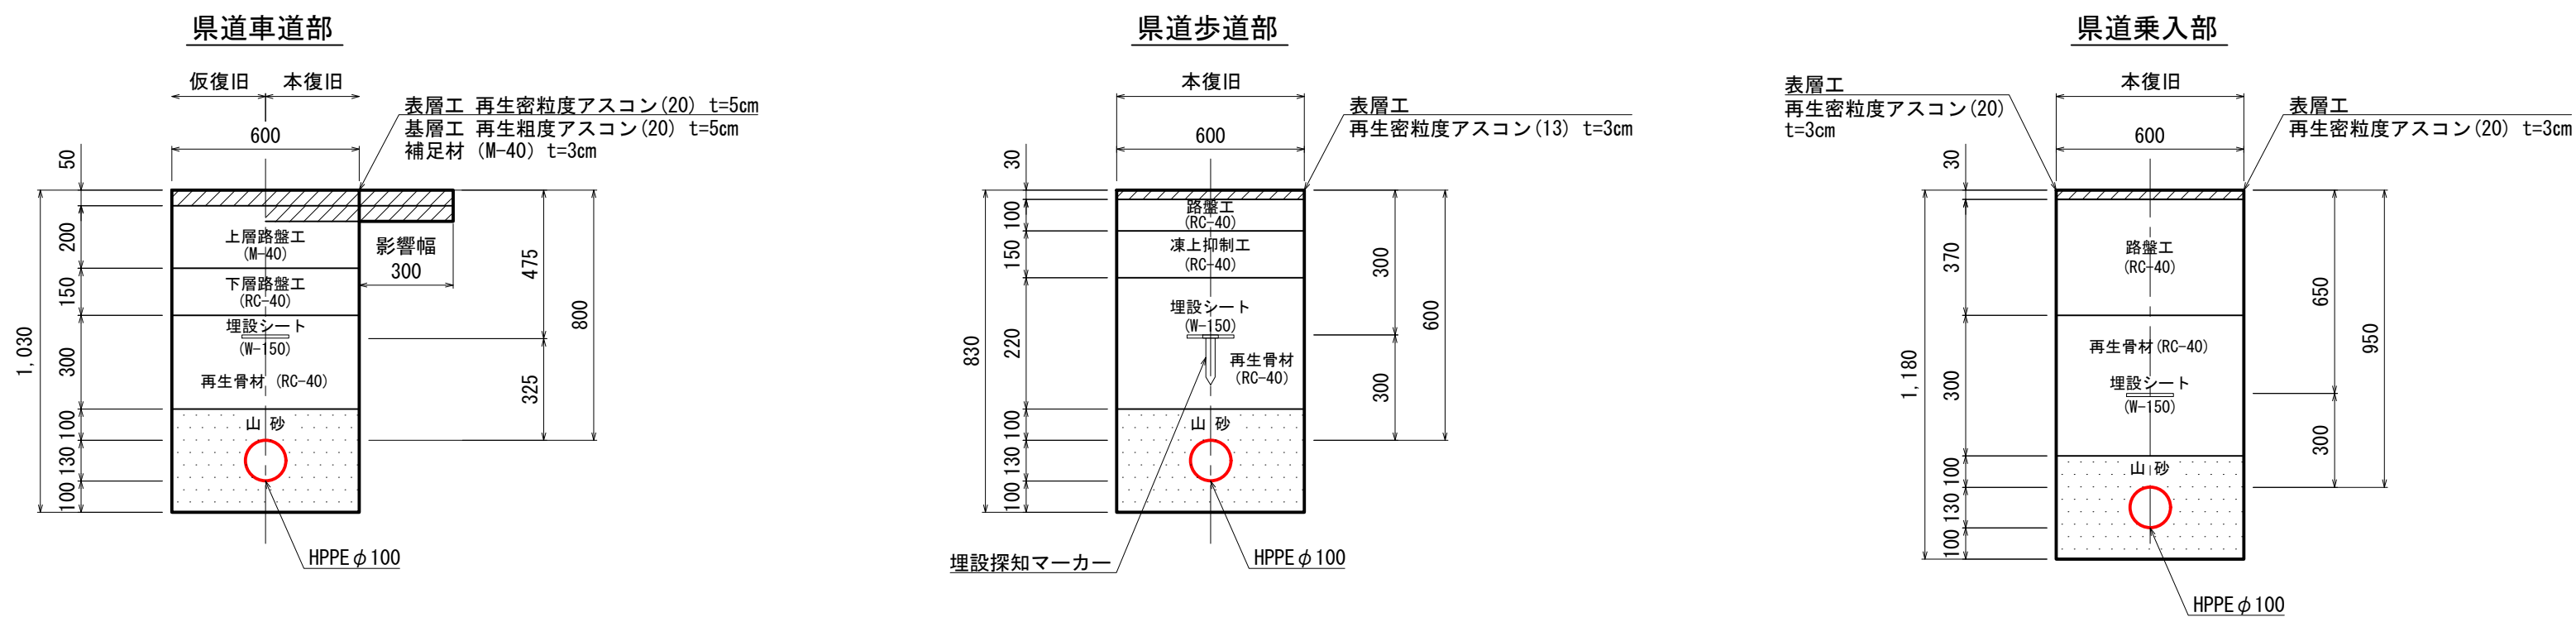 県道車道部
仮復旧
本復旧
600
表層工 再生密粒度アスコン(20) t=5cm
基層工 再生粗度アスコン(20) t=5cm
補足材 (M-40) t=3cm
50
200
150
300
100
130
100
1,030
上層路盤工
(M-40)
下層路盤工
(RC-40)
埋設シート
(W-150)
再生骨材 (RC-40)
山 砂
影響幅
300
475
325
800
HPPEφ100
県道歩道部
本復旧
600
表層工
再生密粒度アスコン(13) t=3cm
30
100
150
220
100
130
100
830
路盤工
(RC-40)
凍上抑制工
(RC-40)
埋設シート
(W-150)
再生骨材
(RC-40)
山 砂
300
300
600
埋設探知マーカー
HPPEφ100
県道乗入部
表層工
再生密粒度アスコン(20)
t=3cm
本復旧
600
表層工
再生密粒度アスコン(20) t=3cm
30
370
300
100
130
100
1,180
路盤工
(RC-40)
再生骨材(RC-40)
埋設シート
(W-150)
山 砂
650
300
950
HPPEφ100